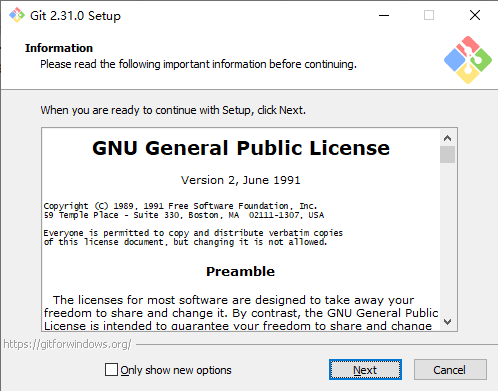 Git 2.31.0 Setup
Information
Please read the following important information before continuing.
When you are ready to continue with Setup, click Next.
GNU General Public License
Version 2, June 1991
Copyright (C) 1989, 1991 Free Software Foundation, Inc.
59 Temple Place - Suite 330, Boston, MA  02111-1307, USA
Everyone is permitted to copy and distribute verbatim copies
of this license document, but changing it is not allowed.
Preamble
The licenses for most software are designed to take away your
freedom to share and change it. By contrast, the GNU General Public
License is intended to guarantee your freedom to share and change
https://gitforwindows.org/
Only show new options
Next
Cancel